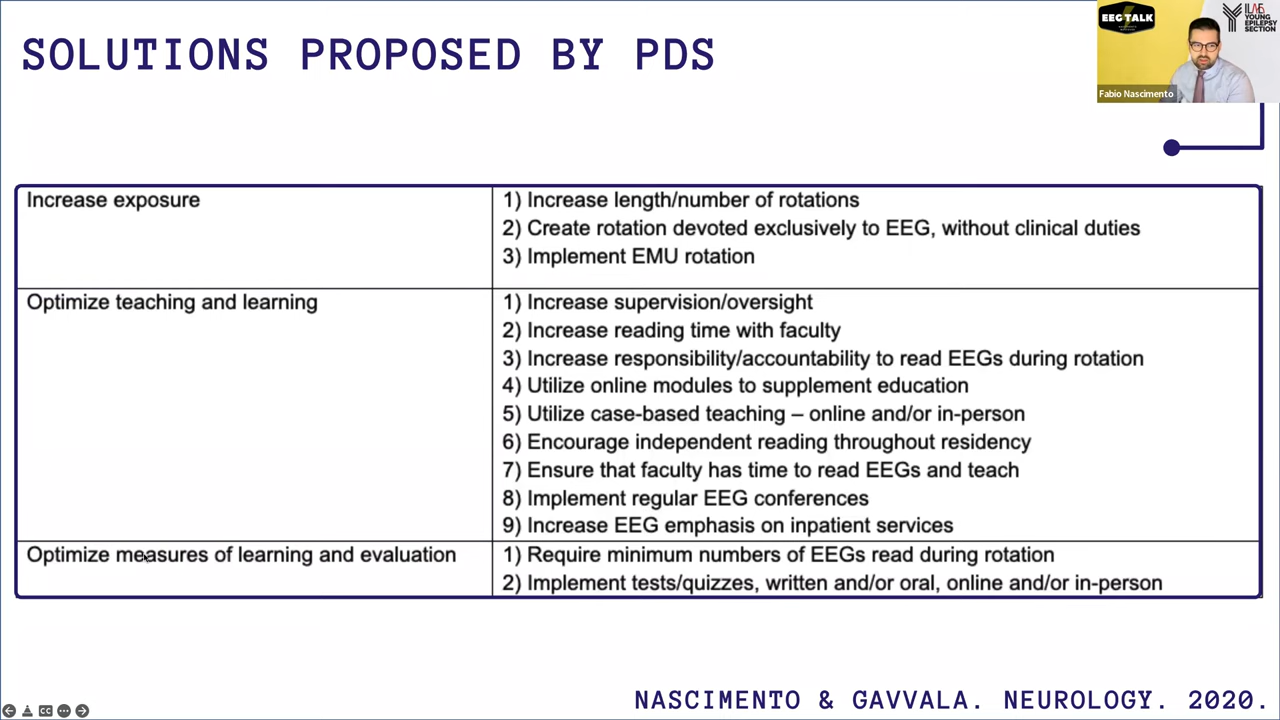 SOLUTIONS PROPOSED BY PDS
EEG TALK
ILAE
YOUNG
EPILEPSY
SECTION
Fabio Nascimento
Increase exposure
1) Increase length/number of rotations
2) Create rotation devoted exclusively to EEG, without clinical duties
3) Implement EMU rotation
Optimize teaching and learning
1) Increase supervision/oversight
2) Increase reading time with faculty
3) Increase responsibility/accountability to read EEGs during rotation
4) Utilize online modules to supplement education
5) Utilize case-based teaching – online and/or in-person
6) Encourage independent reading throughout residency
7) Ensure that faculty has time to read EEGs and teach
8) Implement regular EEG conferences
9) Increase EEG emphasis on inpatient services
Optimize measures of learning and evaluation
1) Require minimum numbers of EEGs read during rotation
2) Implement tests/quizzes, written and/or oral, online and/or in-person
NASCIMENTO & GAVVALA. NEUROLOGY. 2020.
CC